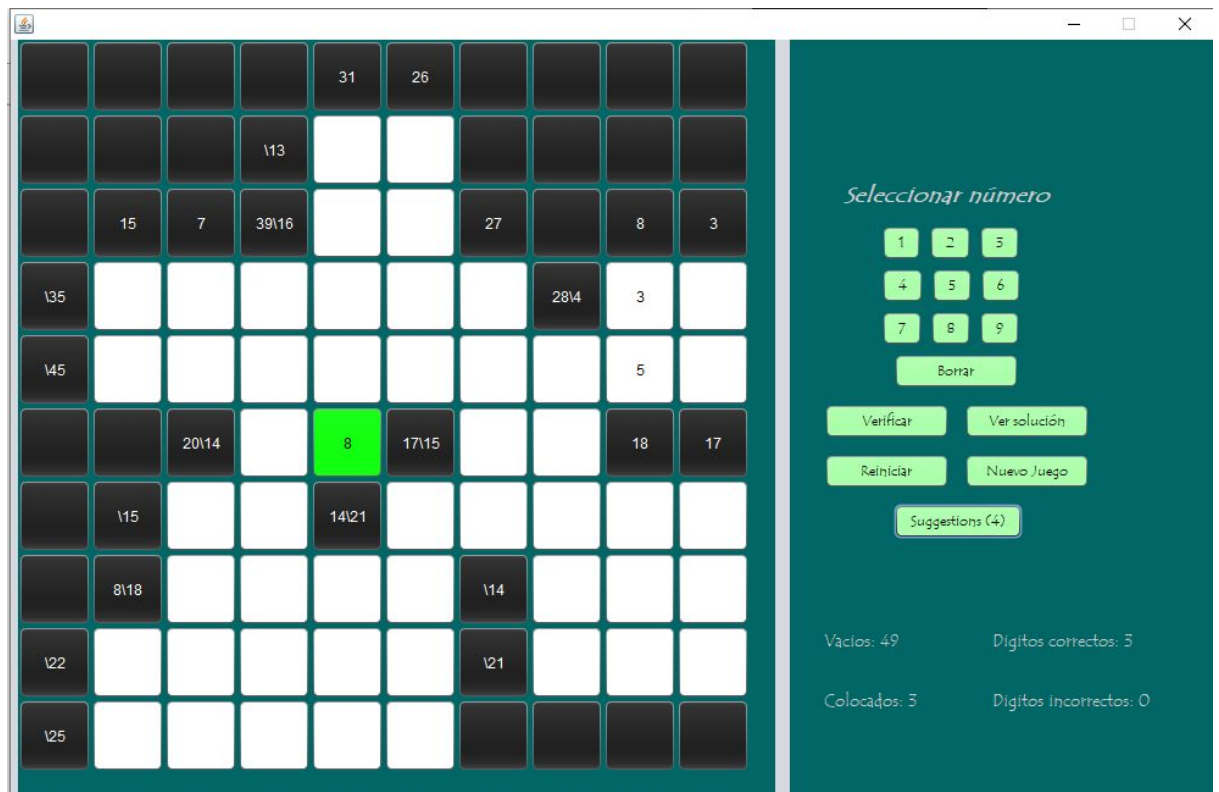 31 26
\13
15 7 39\16 27 8 3
\35 28\4 3
\45 5
20\14 8 17\15 18 17
\15 14\21
8\18 \14
\22 \21
\25
Seleccionar número
1 2 3
4 5 6
7 8 9
Borrar
Verificar Ver solución
Reiniciar Nuevo Juego
Suggestions (4)
Vacios: 49 Digitos correctos: 3
Colocados: 3 Digitos incorrectos: 0